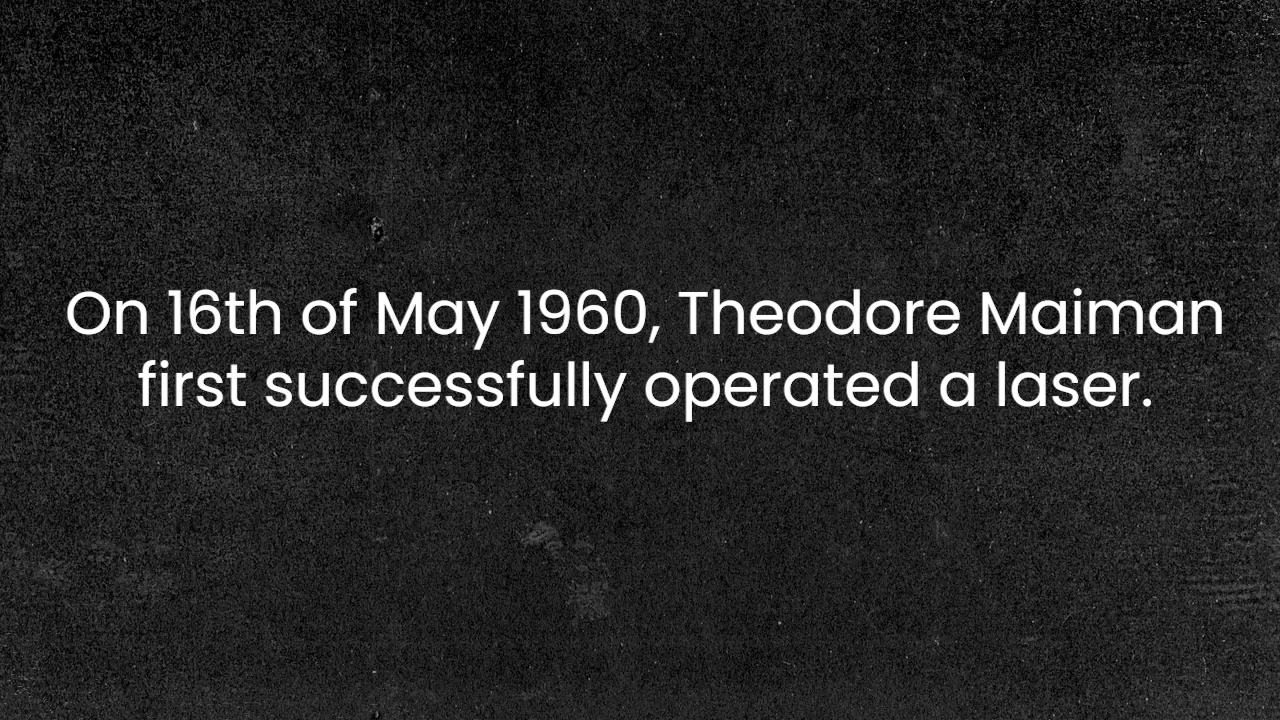 On 16th of May 1960, Theodore Maiman
first successfully operated a laser.